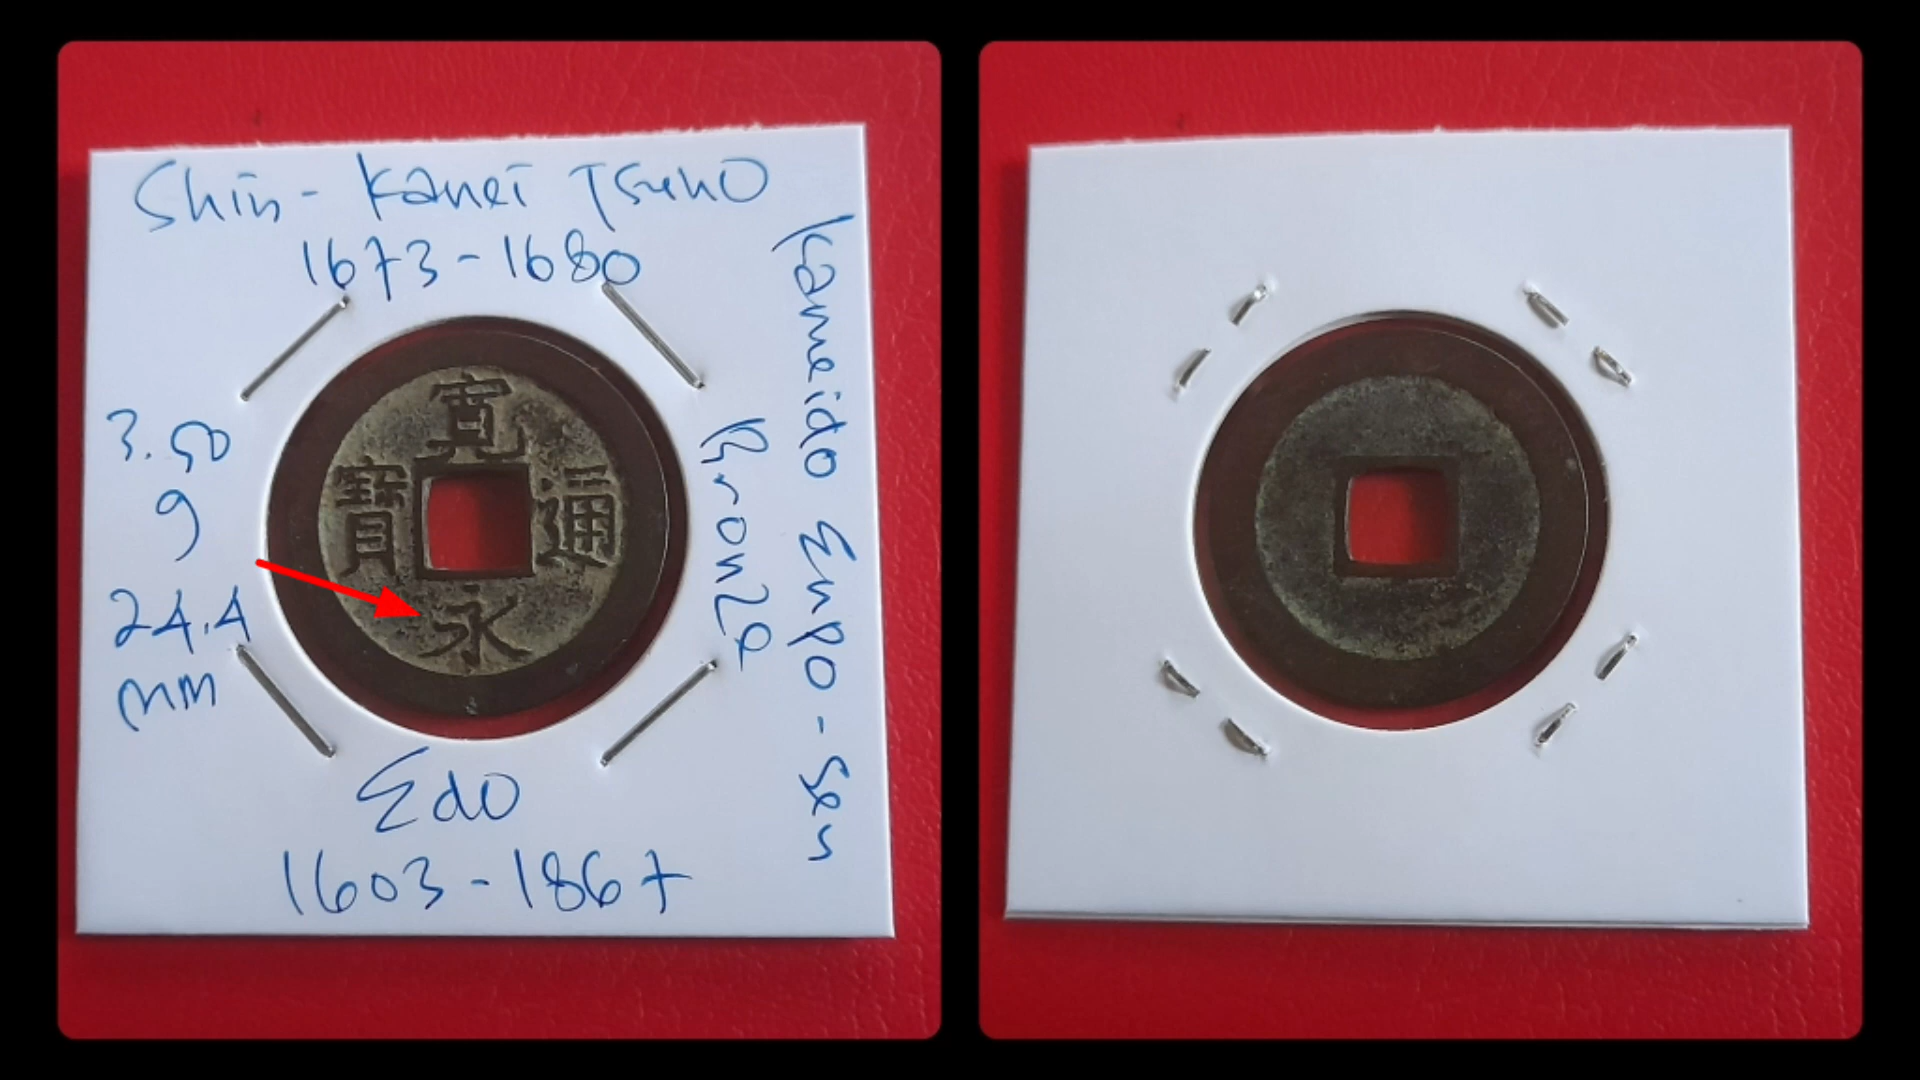 Shin-Kanei Tsuho
1673-1680
Kameido Enpo-sen
Bronze
3.50
g
24.4
mm
寛
通
寶
永
Edo
1603-1867